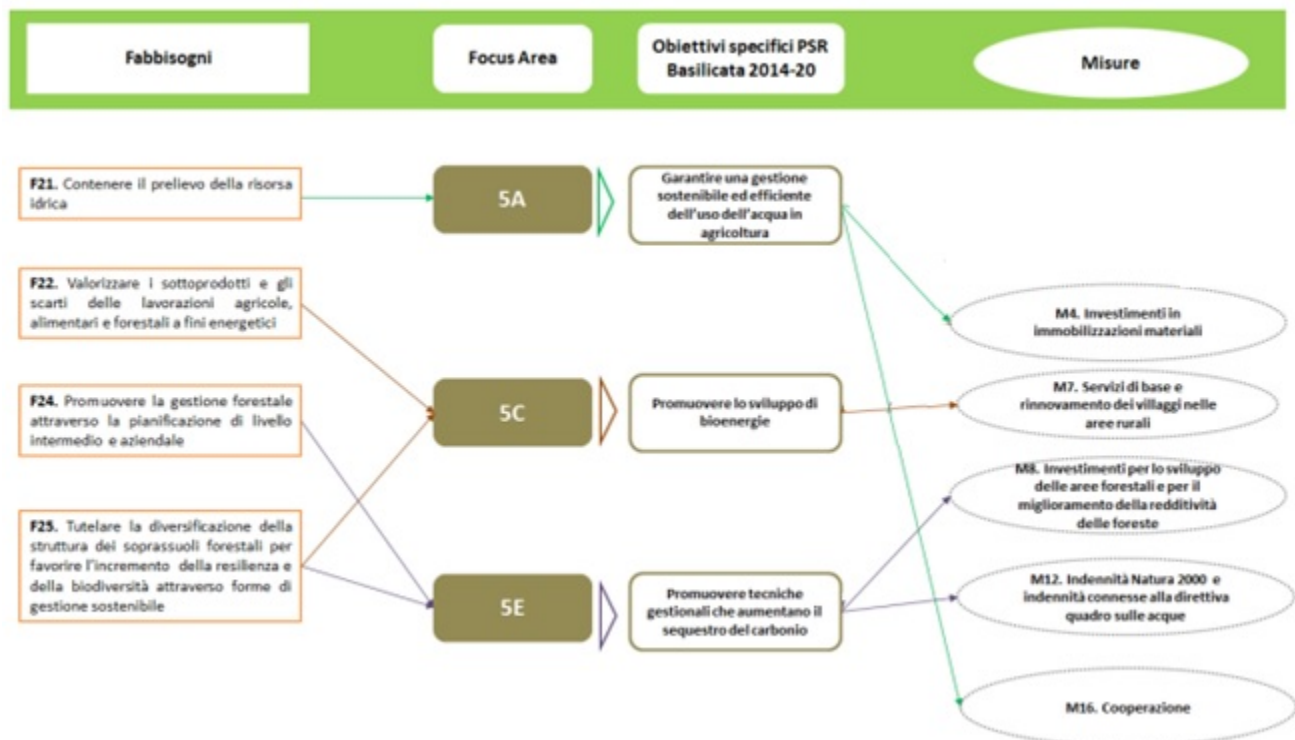 Fabbisogni
Focus Area
Obiettivi specifici PSR
Basilicata 2014-20
Misure
F21. Contenere il prelievo della risorsa
idrica
5A
Garantire una gestione
sostenibile ed efficiente
dell'uso dell'acqua in
agricoltura
F22. Valorizzare i sottoprodotti e gli
scarti delle lavorazioni agricole,
alimentari e forestali a fini energetici
M4. Investimenti in
immobilizzazioni materiali
F24. Promuovere la gestione forestale
attraverso la pianificazione di livello
intermedio e aziendale
5C
Promuovere lo sviluppo di
bioenergie
M7. Servizi di base e
rinnovamento dei villaggi nelle
aree rurali
M8. Investimenti per lo sviluppo
delle aree forestali e per il
miglioramento della redditività
delle foreste
F25. Tutelare la diversificazione della
struttura dei soprassuoli forestali per
favorire l'incremento della resilienza e
della biodiversità attraverso forme di
gestione sostenibile
5E
Promuovere tecniche
gestionali che aumentano il
sequestro del carbonio
M12. Indennità Natura 2000 e
indennità connesse alla direttiva
quadro sulle acque
M16. Cooperazione